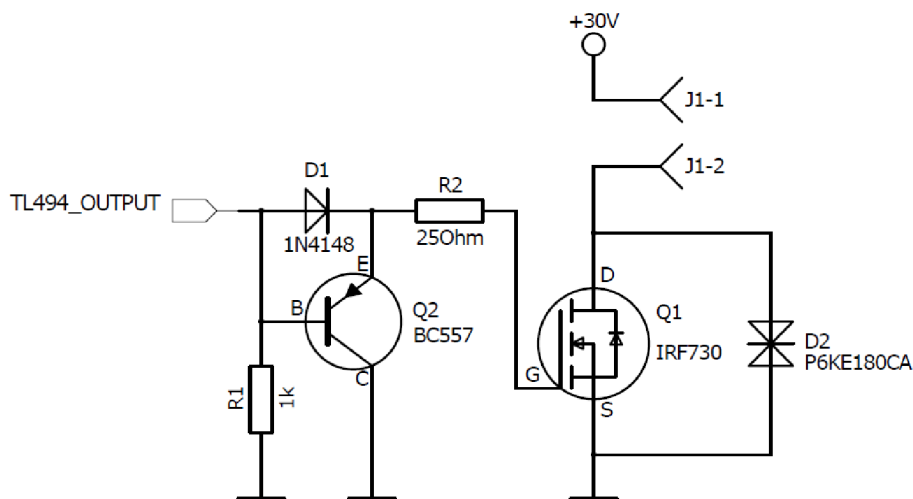 +30V
J1-1
J1-2
D1
R2
TL494_OUTPUT
1N4148
25Ohm
E
D
B
Q2
Q1
BC557
D2
IRF730
P6KE180CA
G
C
R1
1k
S